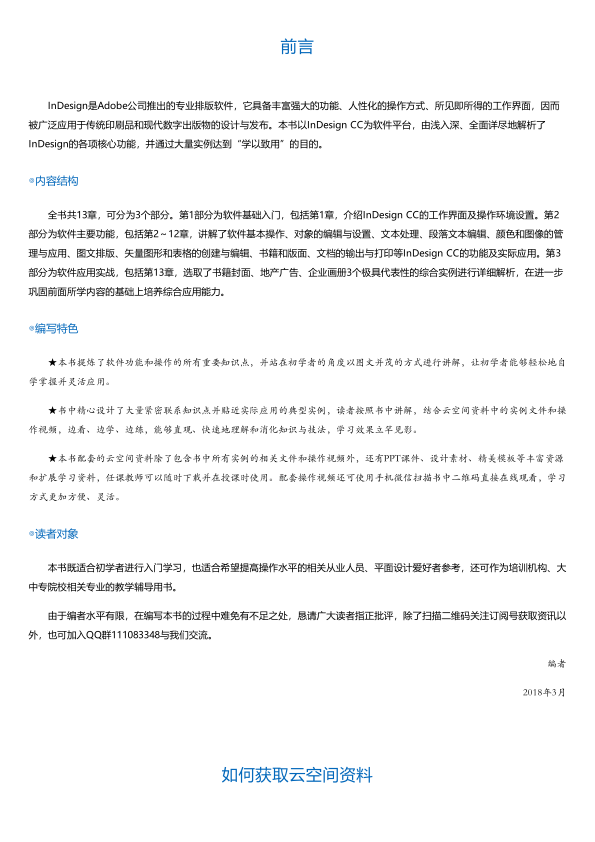 前言
InDesign是Adobe公司推出的专业排版软件，它具备丰富强大的功能、人性化的操作方式、所见即所得的工作界面，因而
被广泛应用于传统印刷品和现代数字出版物的设计与发布。本书以InDesign CC为软件平台，由浅入深、全面详尽地解析了
InDesign的各项核心功能，并通过大量实例达到“学以致用”的目的。
◎内容结构
全书共13章，可分为3个部分。第1部分为软件基础入门，包括第1章，介绍InDesign CC的工作界面及操作环境设置。第2
部分为软件主要功能，包括第2～12章，讲解了软件基本操作、对象的编辑与设置、文本处理、段落文本编辑、颜色和图像的管
理与应用、图文排版、矢量图形和表格的创建与编辑、书籍和版面、文档的输出与打印等InDesign CC的功能及实际应用。第3
部分为软件应用实战，包括第13章，选取了书籍封面、地产广告、企业画册3个极具代表性的综合实例进行详细解析，在进一步
巩固前面所学内容的基础上培养综合应用能力。
◎编写特色
★本书提炼了软件功能和操作的所有重要知识点，并站在初学者的角度以图文并茂的方式进行讲解，让初学者能够轻松地自
学掌握并灵活应用。
★书中精心设计了大量紧密联系知识点并贴近实际应用的典型实例，读者按照书中讲解，结合云空间资料中的实例文件和操
作视频，边看、边学、边练，能够直观、快速地理解和消化知识与技法，学习效果立竿见影。
★本书配套的云空间资料除了包含书中所有实例的相关文件和操作视频外，还有PPT课件、设计素材、精美模板等丰富资源
和扩展学习资料，任课教师可以随时下载并在授课时使用。配套操作视频还可使用手机微信扫描书中二维码直接在线观看，学习
方式更加方便、灵活。
◎读者对象
本书既适合初学者进行入门学习，也适合希望提高操作水平的相关从业人员、平面设计爱好者参考，还可作为培训机构、大
中专院校相关专业的教学辅导用书。
由于编者水平有限，在编写本书的过程中难免有不足之处，恳请广大读者指正批评，除了扫描二维码关注订阅号获取资讯以
外，也可加入QQ群111083348与我们交流。
编者
2018年3月
如何获取云空间资料